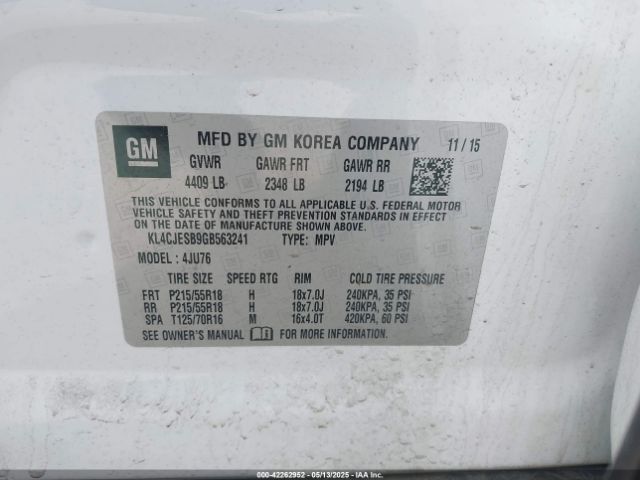 GM MFD BY GM KOREA COMPANY 11/15
GVWR GAWR FRT GAWR RR
4409 LB 2348 LB 2194 LB
THIS VEHICLE CONFORMS TO ALL APPLICABLE U.S. FEDERAL MOTOR
VEHICLE SAFETY AND THEFT PREVENTION STANDARDS IN EFFECT ON
THE DATE OF MANUFACTURE SHOWN ABOVE.
KL4CJESB9GB563241 TYPE: MPV
MODEL: 4JU76
TIRE SIZE SPEED RTG RIM COLD TIRE PRESSURE
FRT P215/55R18 H 18x7.0J 240KPA, 35 PSI
RR P215/55R18 H 18x7.0J 240KPA, 35 PSI
SPA T125/70R16 M 16x4.0T 420KPA, 60 PSI
SEE OWNER'S MANUAL FOR MORE INFORMATION.
000-42262952 - 05/13/2025 - IAAI